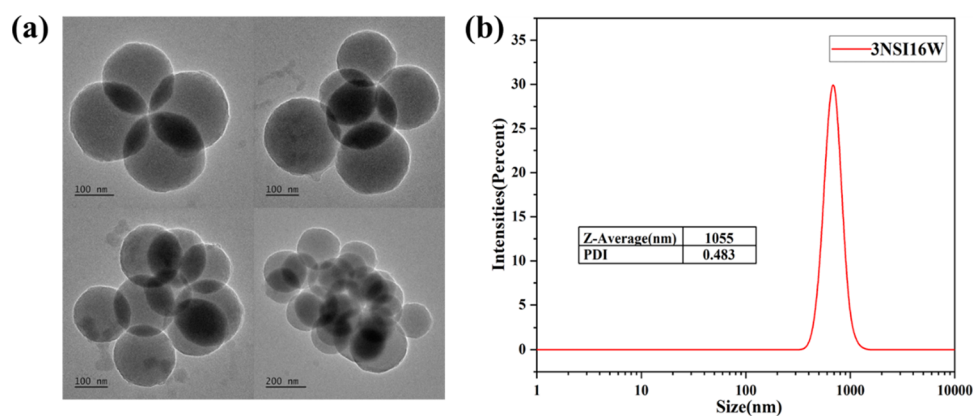 (a)
100 nm
100 nm
100 nm
200 nm
(b)
3NSI16W
Intensities(Percent)
35
30
25
20
15
10
5
0
Z-Average(nm) 1055
PDI 0.483
1 10 100 1000 10000
Size(nm)